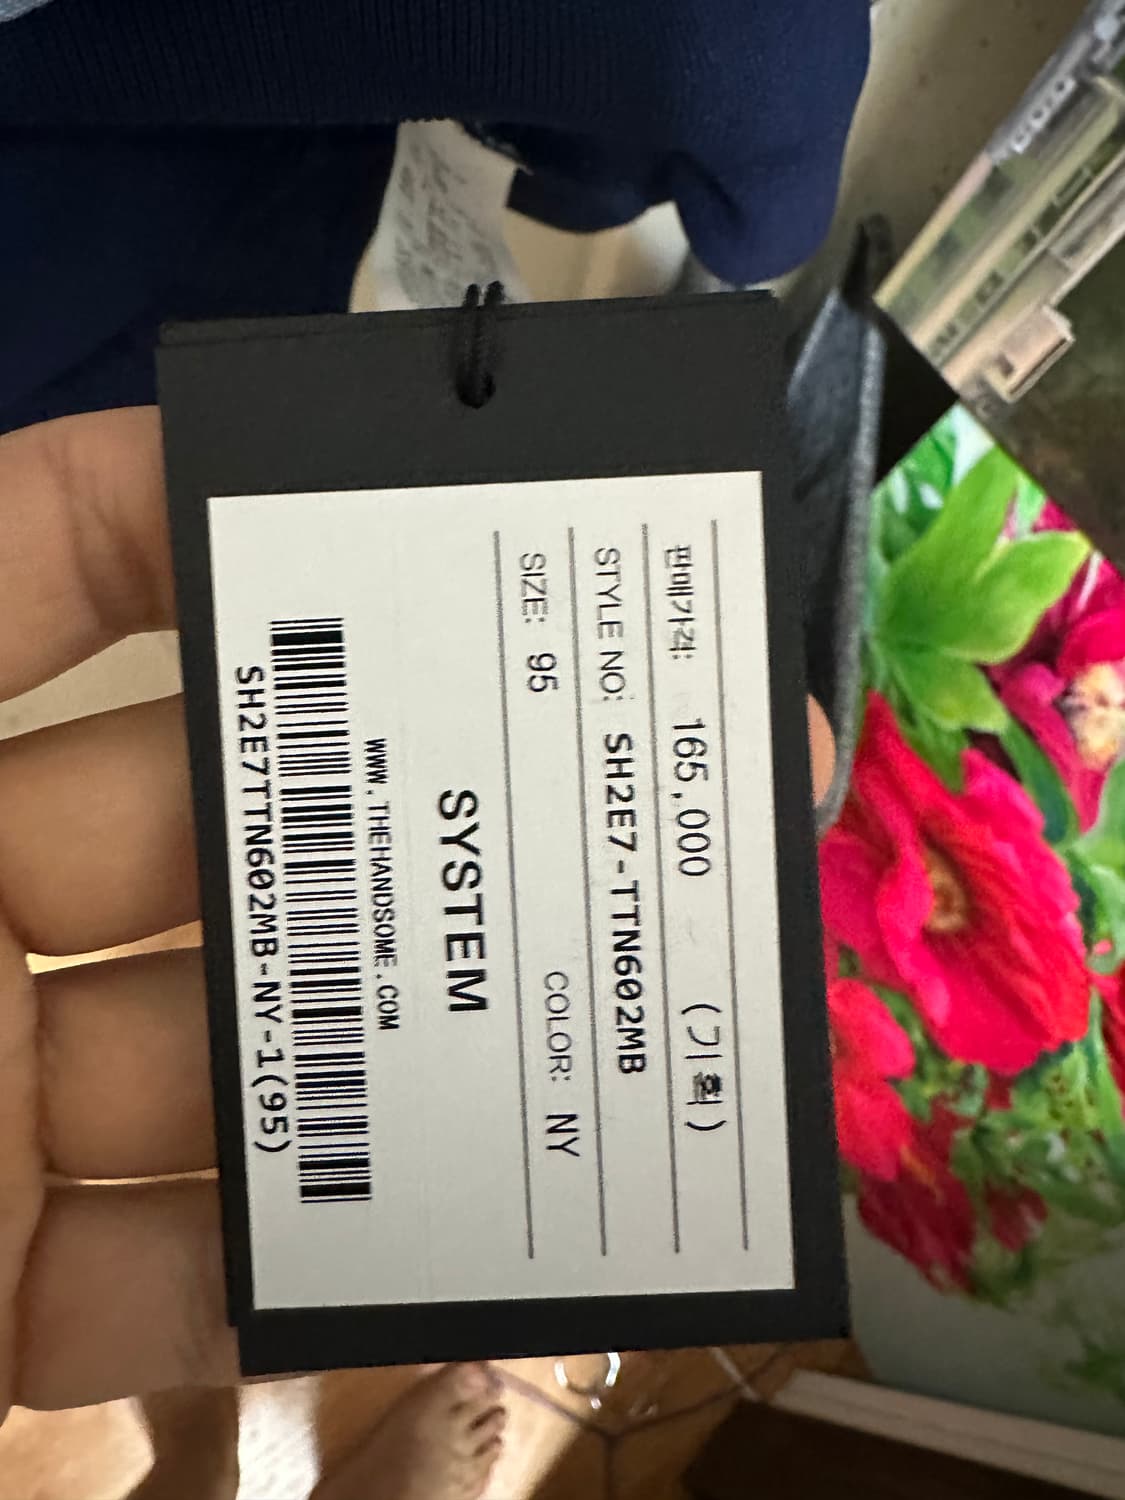 판매가격: 165,000 (기획)
STYLE NO: SH2E7-TTN602MB
SIZE: 95 COLOR: NY
SYSTEM
WWW.THEHANDSOME.COM
SH2E7TTN602MB-NY-1(95)